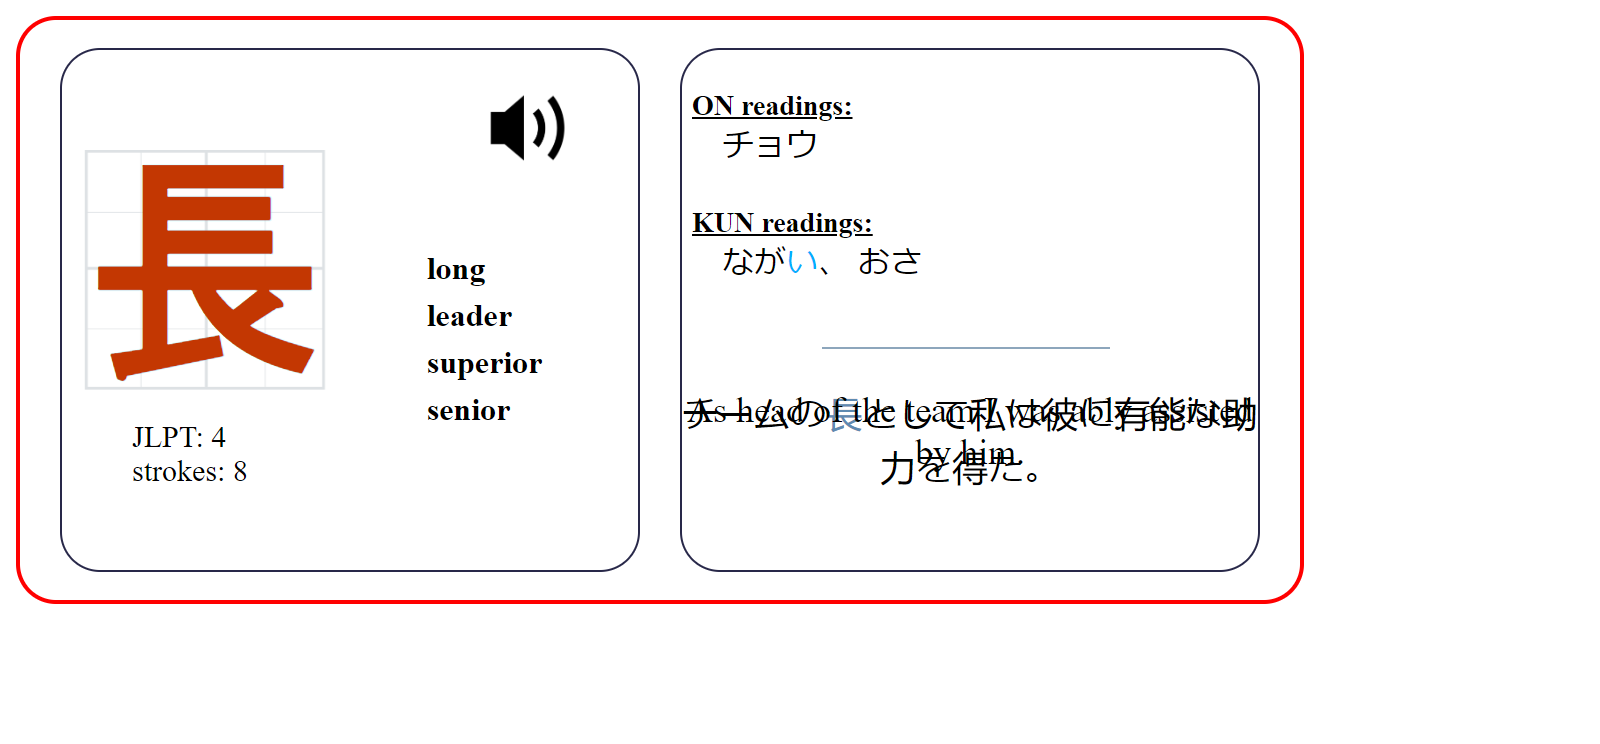 長
JLPT: 4
strokes: 8
long
leader
superior
senior
ON readings:
チョウ
KUN readings:
ながい、 おさ
チームの長として私は彼に有能な助
力を得た。
As head of the team I was ably assisted
by him.